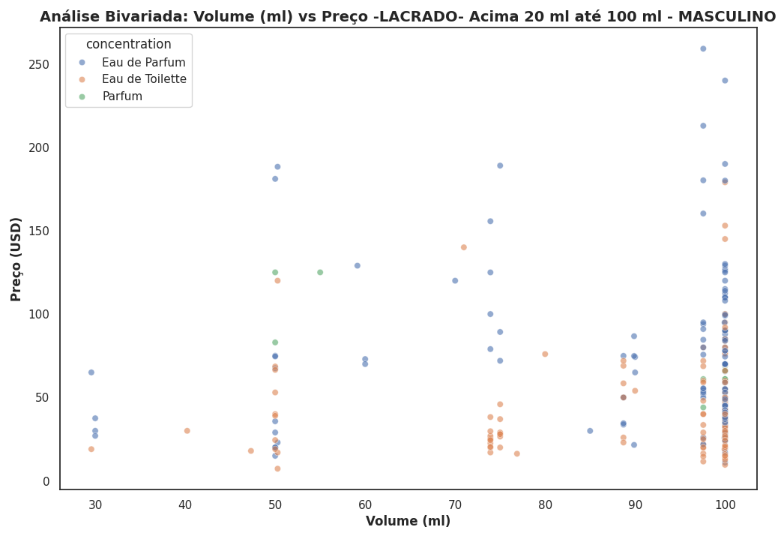 Análise Bivariada: Volume (ml) vs Preço -LACRADO- Acima 20 ml até 100 ml - MASCULINO
concentration
Eau de Parfum
Eau de Toilette
Parfum
Preço (USD)
250
200
150
100
50
0
30 40 50 60 70 80 90 100
Volume (ml)